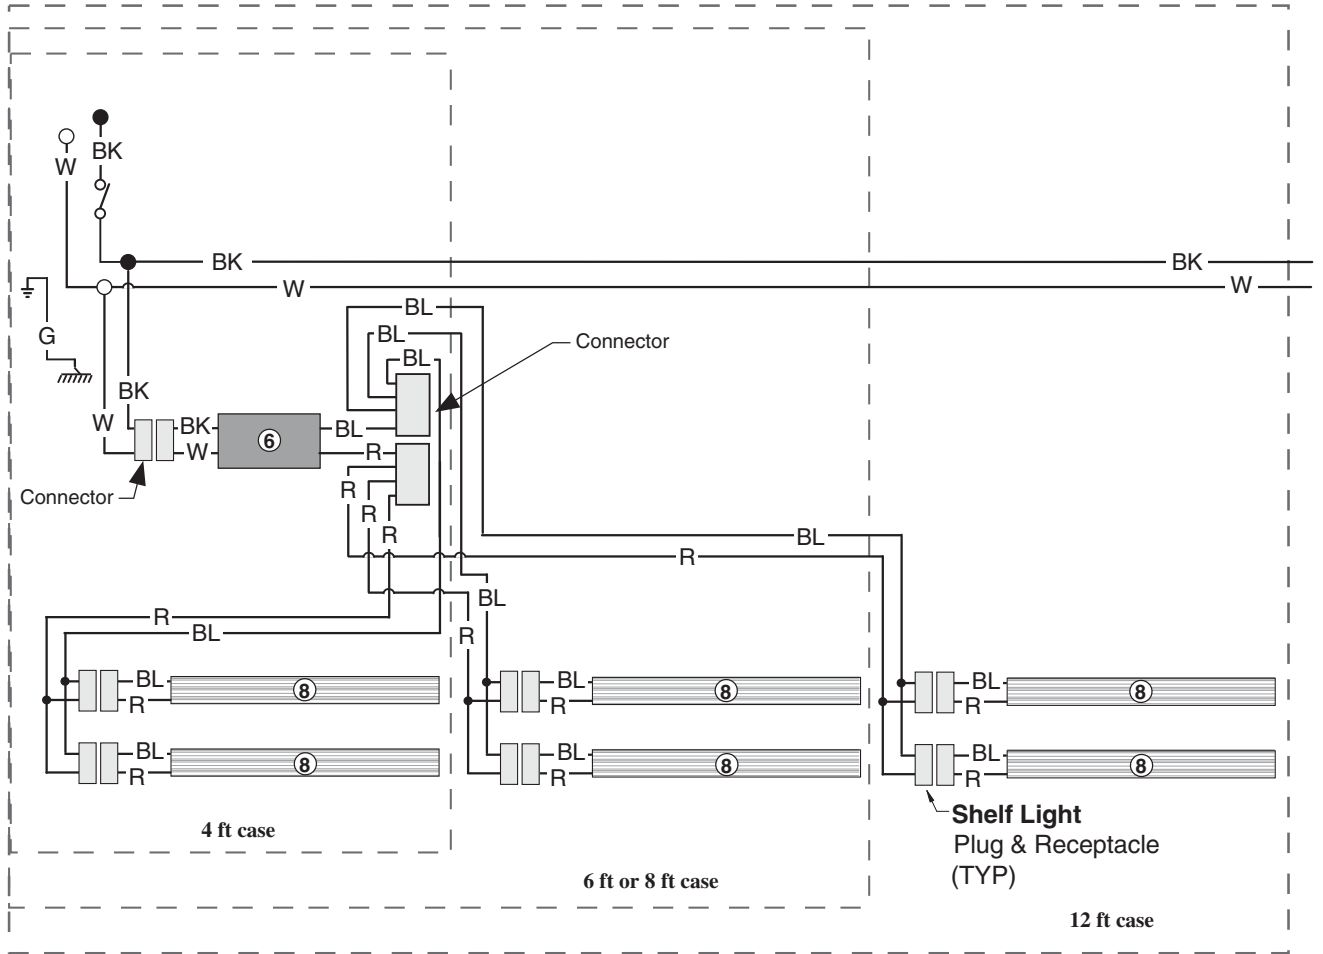 BK
W
BK
BK
W
W
BL
BL
Connector
G
BL
BK
W
BK
6
BL
W
R
Connector
R
R
R
BL
R
BL
R
BL
R
BL
8
R
BL
8
R
BL
8
R
BL
8
R
BL
8
R
BL
8
R
Shelf Light
Plug & Receptacle
(TYP)
4 ft case
6 ft or 8 ft case
12 ft case